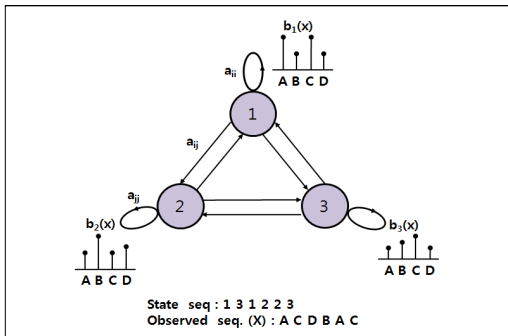 b₁(x)
aᵢᵢ
A B C D
1
aᵢⱼ
aⱼⱼ
2
3
b₂(x)
b₃(x)
A B C D
A B C D
State seq : 1 3 1 2 2 3
Observed seq. (X) : A C D B A C